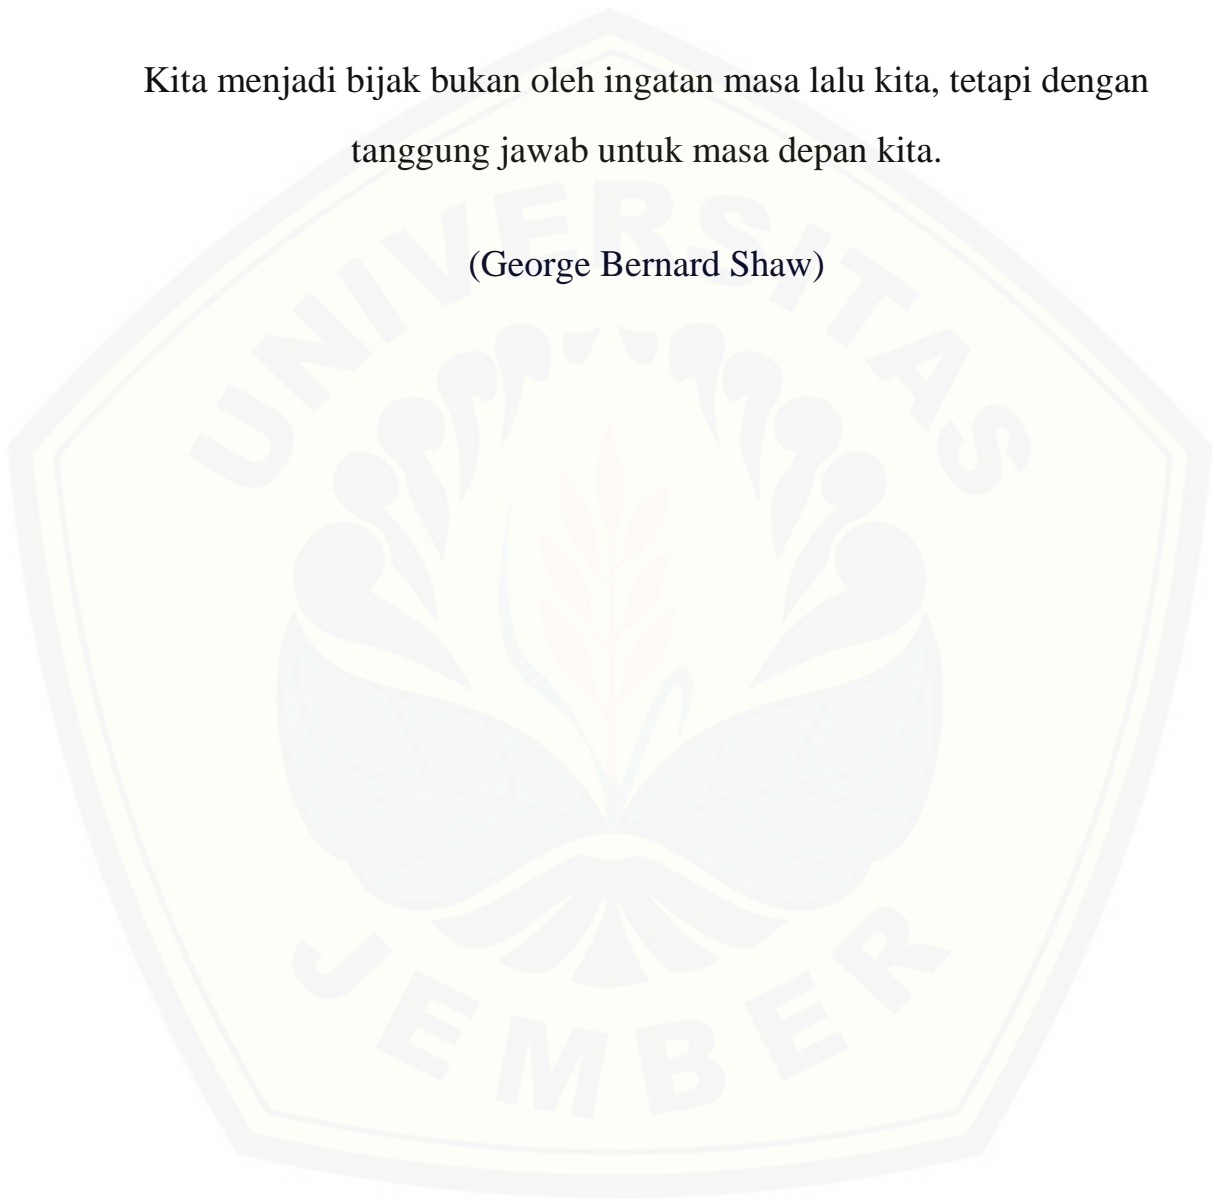 Kita menjadi bijak bukan oleh ingatan masa lalu kita, tetapi dengan
tanggung jawab untuk masa depan kita.
(George Bernard Shaw)
UNIVERSITAS
JEMBER